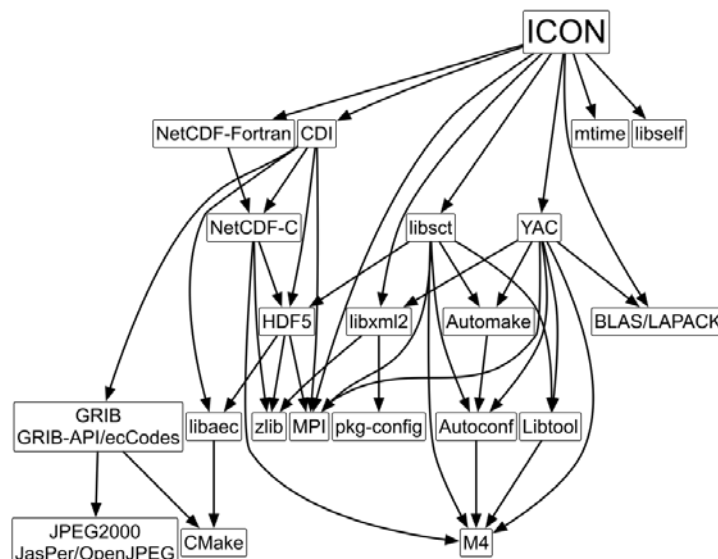 ICON
NetCDF-Fortran
CDI
mtime
libself
NetCDF-C
libsct
YAC
HDF5
libxml2
Automake
BLAS/LAPACK
GRIB
GRIB-API/ecCodes
libaec
zlib
MPI
pkg-config
Autoconf
Libtool
JPEG2000
JasPer/OpenJPEG
CMake
M4